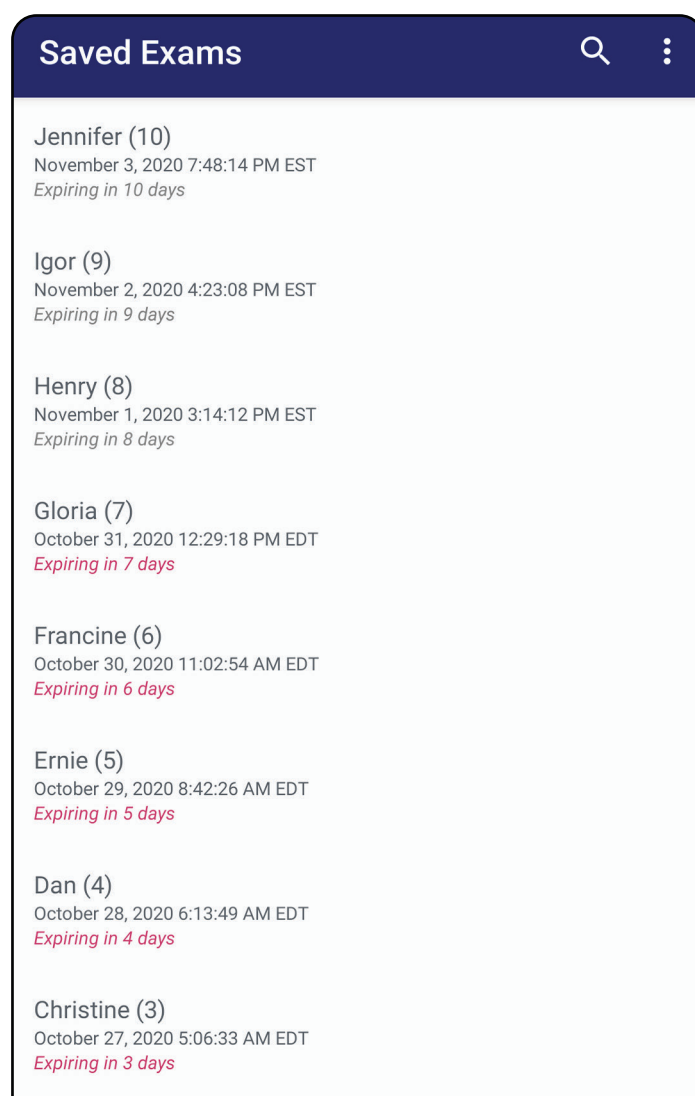 Saved Exams
Jennifer (10)
November 3, 2020 7:48:14 PM EST
Expiring in 10 days
Igor (9)
November 2, 2020 4:23:08 PM EST
Expiring in 9 days
Henry (8)
November 1, 2020 3:14:12 PM EST
Expiring in 8 days
Gloria (7)
October 31, 2020 12:29:18 PM EDT
Expiring in 7 days
Francine (6)
October 30, 2020 11:02:54 AM EDT
Expiring in 6 days
Ernie (5)
October 29, 2020 8:42:26 AM EDT
Expiring in 5 days
Dan (4)
October 28, 2020 6:13:49 AM EDT
Expiring in 4 days
Christine (3)
October 27, 2020 5:06:33 AM EDT
Expiring in 3 days